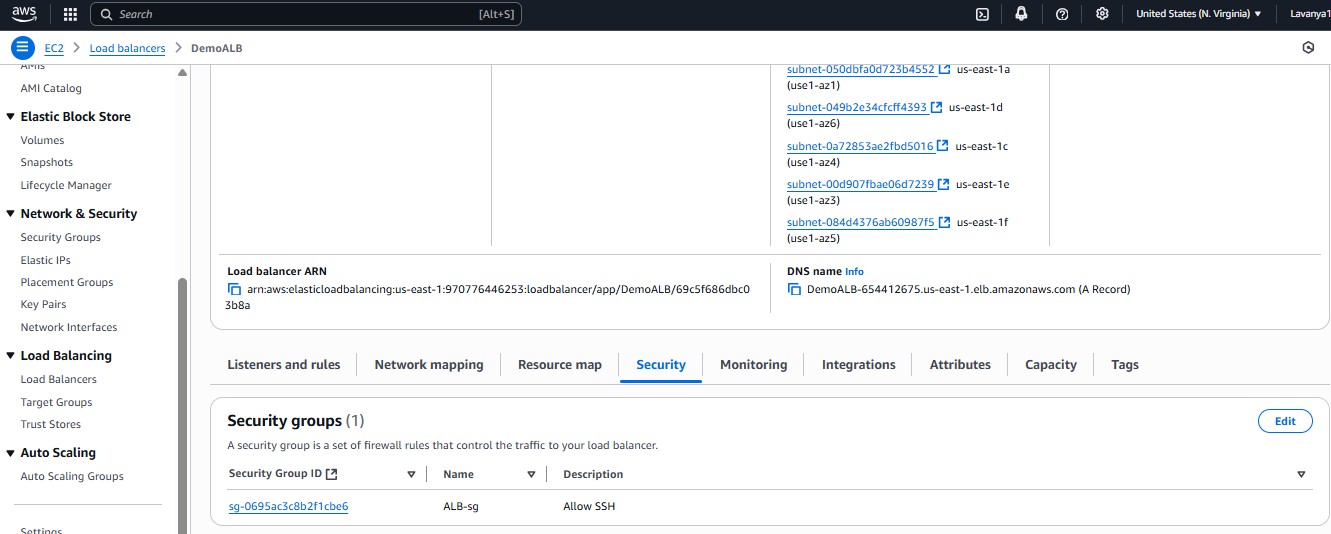 aws
Search [Alt+S] United States (N. Virginia) ▼ Lavanya1
EC2 > Load balancers > DemoALB
AMIs
AMI Catalog
Elastic Block Store
Volumes
Snapshots
Lifecycle Manager
Network & Security
Security Groups
Elastic IPs
Placement Groups
Key Pairs
Network Interfaces
Load Balancing
Load Balancers
Target Groups
Trust Stores
Auto Scaling
Auto Scaling Groups
Settings
subnet-050dbfa0d723b4552 us-east-1a
(use1-az1)
subnet-049b2e34cfcff4393 us-east-1d
(use1-az6)
subnet-0a72853ae2fbd5016 us-east-1c
(use1-az4)
subnet-00d907fbae06d7239 us-east-1e
(use1-az3)
subnet-084d4376ab60987f5 us-east-1f
(use1-az5)
Load balancer ARN
arn:aws:elasticloadbalancing:us-east-1:970776446253:loadbalancer/app/DemoALB/69c5f686dbc0
3b8a
DNS name Info
DemoALB-654412675.us-east-1.elb.amazonaws.com (A Record)
Listeners and rules Network mapping Resource map Security Monitoring Integrations Attributes Capacity Tags
Security groups (1)
Edit
A security group is a set of firewall rules that control the traffic to your load balancer.
Security Group ID Name Description
sg-0695ac3c8b2f1cbe6 ALB-sg Allow SSH